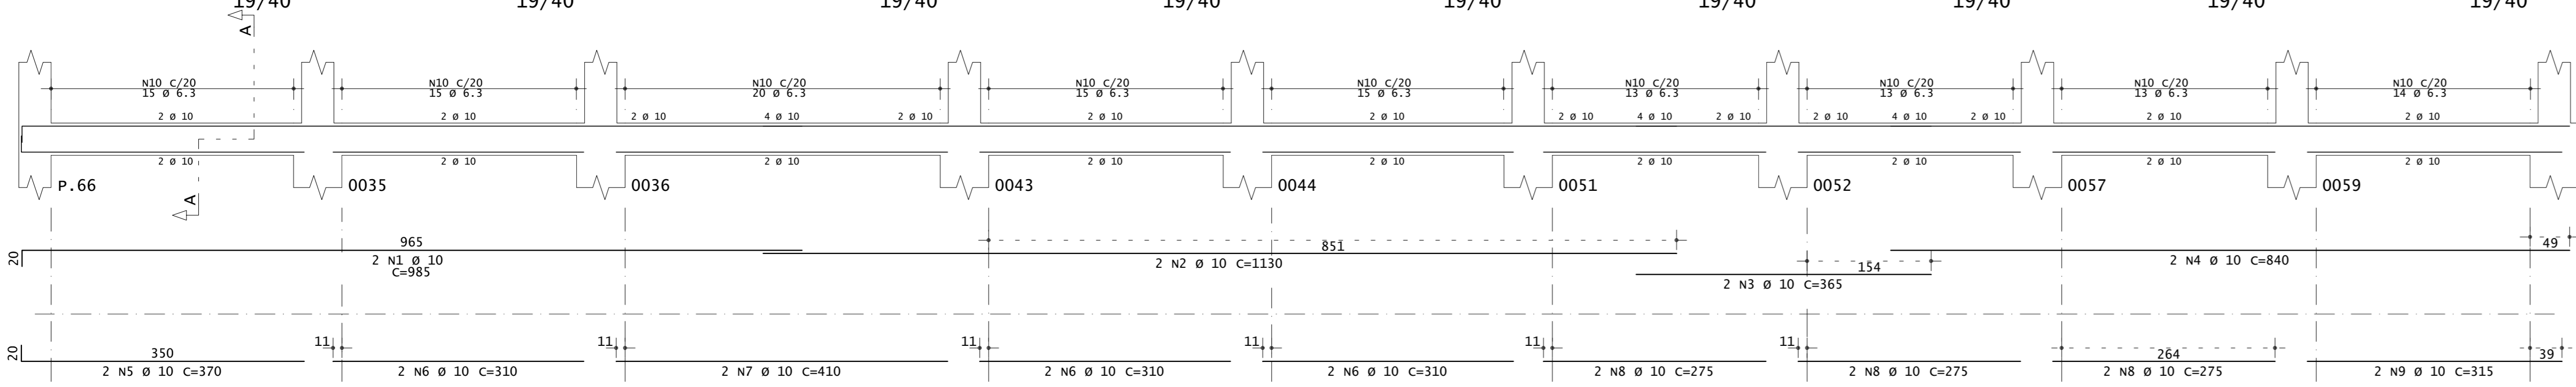 19/40 19/40 19/40 19/40 19/40 19/40 19/40 19/40 19/40
A
N10 C/20 N10 C/20 N10 C/20 N10 C/20 N10 C/20 N10 C/20 N10 C/20 N10 C/20 N10 C/20
15 Ø 6.3 15 Ø 6.3 20 Ø 6.3 15 Ø 6.3 15 Ø 6.3 13 Ø 6.3 13 Ø 6.3 13 Ø 6.3 14 Ø 6.3
2 Ø 10 2 Ø 10 2 Ø 10 4 Ø 10 2 Ø 10 2 Ø 10 2 Ø 10 2 Ø 10 4 Ø 10 2 Ø 10 2 Ø 10 4 Ø 10 2 Ø 10 2 Ø 10 2 Ø 10
2 Ø 10 2 Ø 10 2 Ø 10 2 Ø 10 2 Ø 10 2 Ø 10 2 Ø 10 2 Ø 10 2 Ø 10
P.66 0035 0036 0043 0044 0051 0052 0057 0059
A
965 851 49
20 2 N1 Ø 10 2 N2 Ø 10 C=1130 154 2 N4 Ø 10 C=840
C=985 2 N3 Ø 10 C=365
11 11 11 11 11 11
20 350 264 39
2 N5 Ø 10 C=370 2 N6 Ø 10 C=310 2 N7 Ø 10 C=410 2 N6 Ø 10 C=310 2 N6 Ø 10 C=310 2 N8 Ø 10 C=275 2 N8 Ø 10 C=275 2 N8 Ø 10 C=275 2 N9 Ø 10 C=315